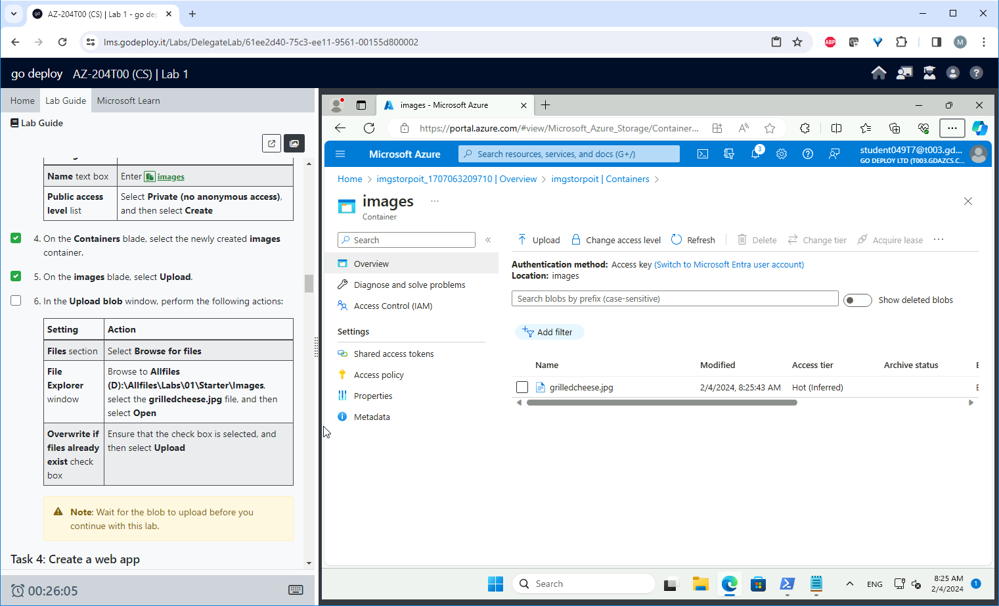 AZ-204T00 (CS) | Lab 1 - go de
lms.godeploy.it/Labs/DelegateLab/61ee2d40-75c3-ee11-9561-00155d800002
ABP
M
go deploy AZ-204T00 (CS) | Lab 1
Home Lab Guide Microsoft Learn
Lab Guide
Name text box Enter images
Public access level list
Select Private (no anonymous access),
and then select Create
4. On the Containers blade, select the newly created images
container.
5. On the images blade, select Upload.
6. In the Upload blob window, perform the following actions:
Setting Action
Files section Select Browse for files
File
Explorer
window
Browse to Allfiles
(D):\Allfiles\Labs\01\Starter\Images,
select the grilledcheese.jpg file, and then
select Open
Overwrite if
files already
exist check
box
Ensure that the check box is selected, and
then select Upload
Note: Wait for the blob to upload before you
continue with this lab.
Task 4: Create a web app
00:26:05
images - Microsoft Azure
https://portal.azure.com/#view/Microsoft_Azure_Storage/Container...
Microsoft Azure
Search resources, services, and docs (G+/)
3
student049T7@t003.gd...
GO DEPLOY LTD (T003.GDAZCS.C...
Home > imgstorpoit_1707063209710 | Overview > imgstorpoit | Containers >
images ...
Container
Search
«
Overview
Diagnose and solve problems
Access Control (IAM)
Settings
Shared access tokens
Access policy
Properties
Metadata
Upload Change access level Refresh Delete Change tier Acquire lease ...
Authentication method: Access key (Switch to Microsoft Entra user account)
Location: images
Search blobs by prefix (case-sensitive)
Show deleted blobs
Add filter
Name Modified Access tier Archive status
grilledcheese.jpg 2/4/2024, 8:25:43 AM Hot (Inferred)
Search
ENG
8:25 AM
2/4/2024
1